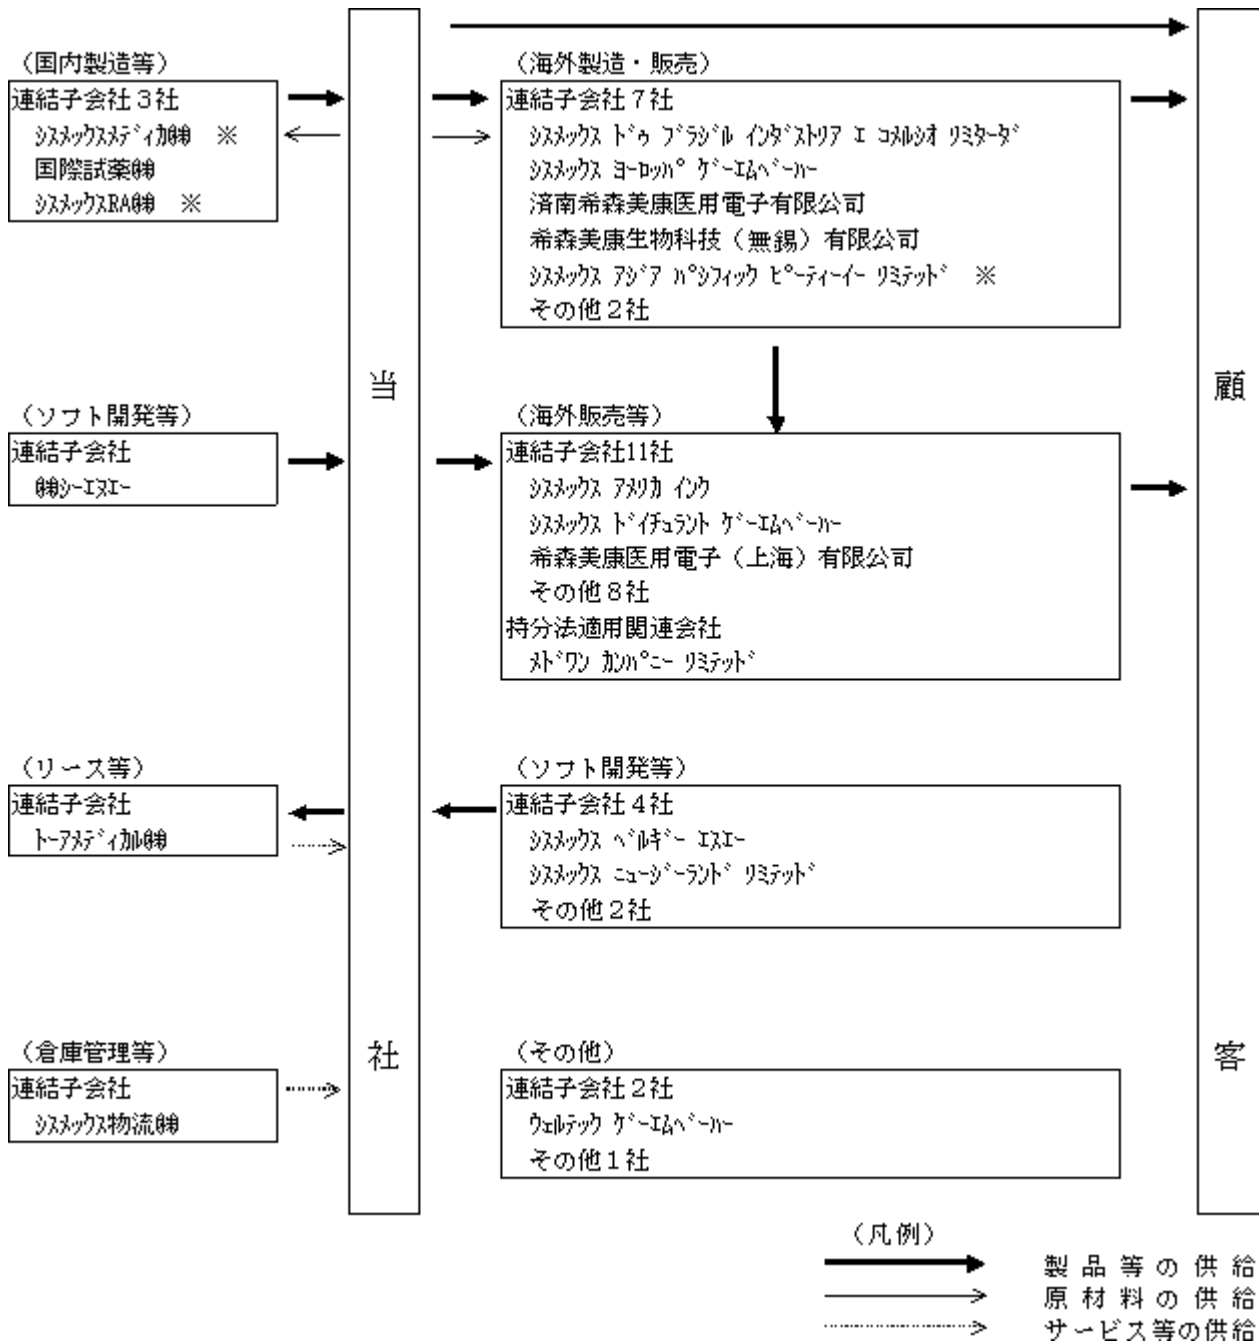 （国内製造等）
連結子会社３社
ｼｽﾒｯｸｽﾒﾃﾞｨｶ㈱　※
国際試薬㈱
ｼｽﾒｯｸｽRA㈱　※
（ソフト開発等）
連結子会社
㈱ｼｰｴﾇｴｰ
（リース等）
連結子会社
ﾄｰｱﾒﾃﾞｨｶﾙ㈱
（倉庫管理等）
連結子会社
ｼｽﾒｯｸｽ物流㈱
当
社
（海外製造・販売）
連結子会社７社
ｼｽﾒｯｸｽ ﾄﾞｩ ﾌﾞﾗｼﾞﾙ ｲﾝﾀﾞｽﾄﾘｱ ｴ ｺﾒﾙｼｵ ﾘﾐﾀｰﾀﾞ
ｼｽﾒｯｸｽ ﾖｰﾛｯﾊﾟ ｹﾞｰｴﾑﾍﾞｰﾊｰ
済南希森美康医用電子有限公司
希森美康生物科技（無錫）有限公司
ｼｽﾒｯｸｽ ｱｼﾞｱ ﾊﾟｼﾌｨｯｸ ﾋﾟｰﾃｨｰｲｰ ﾘﾐﾃｯﾄﾞ　※
その他２社
（海外販売等）
連結子会社11社
ｼｽﾒｯｸｽ ｱﾒﾘｶ ｲﾝｸ
ｼｽﾒｯｸｽ ﾄﾞｲﾁｭﾗﾝﾄ ｹﾞｰｴﾑﾍﾞｰﾊｰ
希森美康医用電子（上海）有限公司
その他８社
持分法適用関連会社
ﾒﾄﾞﾜﾝ ｶﾝﾊﾟﾆｰ ﾘﾐﾃｯﾄﾞ
（ソフト開発等）
連結子会社４社
ｼｽﾒｯｸｽ ﾍﾞﾙｷﾞｰ ｴｽｴｰ
ｼｽﾒｯｸｽ ﾆｭｰｼﾞｰﾗﾝﾄﾞ ﾘﾐﾃｯﾄﾞ
その他２社
（その他）
連結子会社２社
ｳｪﾙﾃｯｸ ｹﾞｰｴﾑﾍﾞｰﾊｰ
その他１社
顧
客
（凡例）
製品等の供給
原材料の供給
サービス等の供給